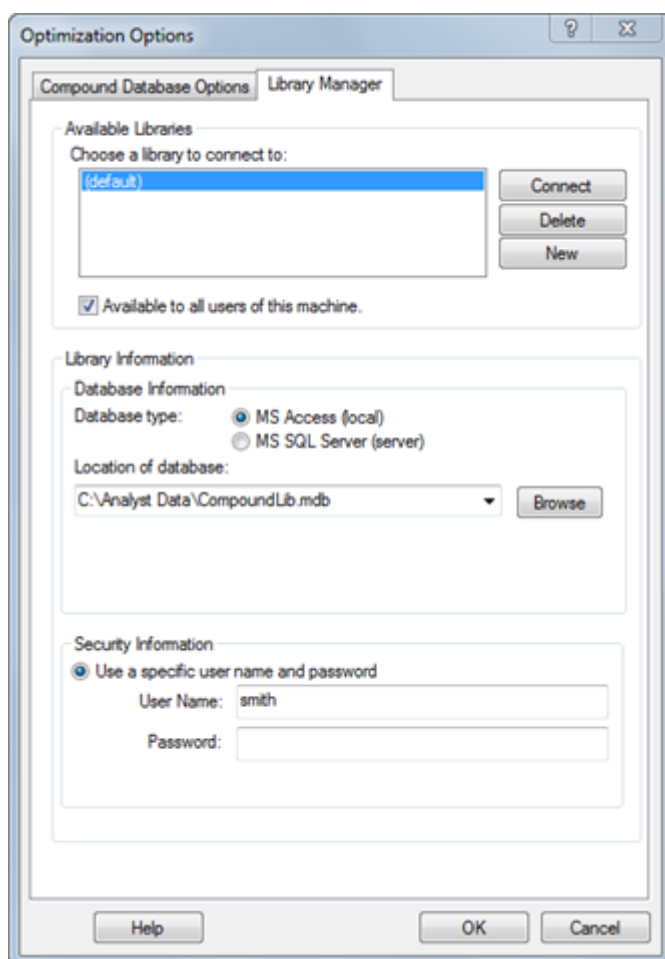 Optimization Options
Compound Database Options Library Manager
Available Libraries
Choose a library to connect to:
(default)
Connect
Delete
New
Available to all users of this machine.
Library Information
Database Information
Database type: MS Access (local)
MS SQL Server (server)
Location of database:
C:\Analyst Data\CompoundLib.mdb
Browse
Security Information
Use a specific user name and password
User Name: smith
Password:
Help OK Cancel